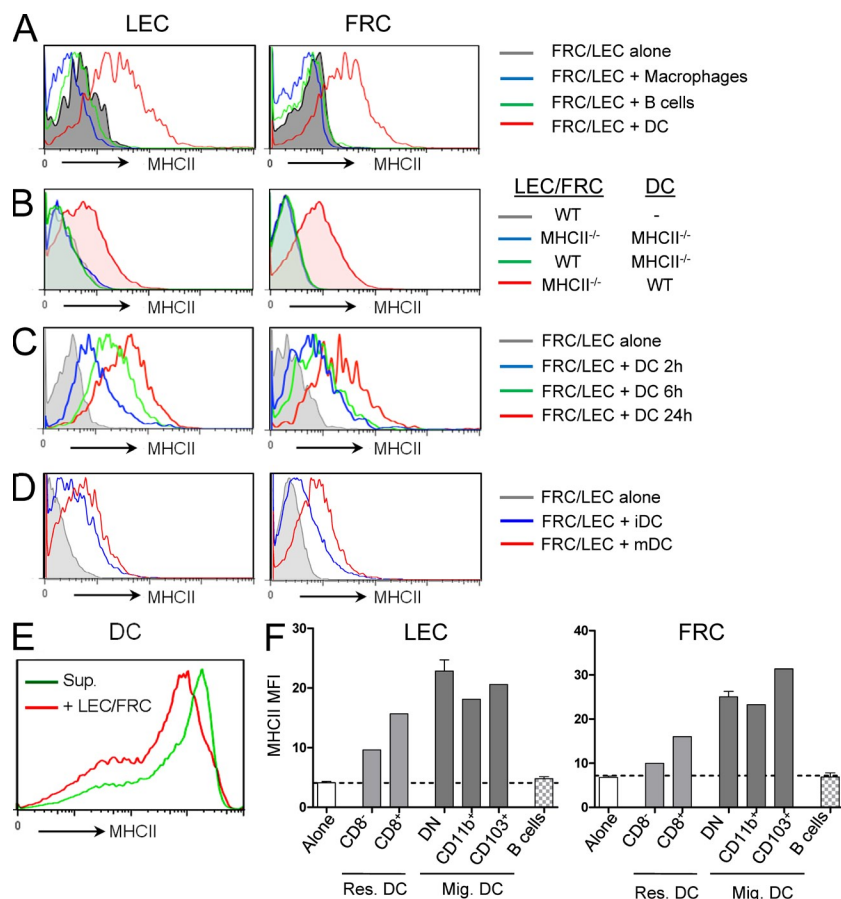 A
LEC
FRC
0
MHCII
0
MHCII
FRC/LEC alone
FRC/LEC + Macrophages
FRC/LEC + B cells
FRC/LEC + DC
B
0
MHCII
0
MHCII
LEC/FRC DC
WT -
MHCII-/- MHCII-/-
WT MHCII-/-
MHCII-/- WT
C
0
MHCII
0
MHCII
FRC/LEC alone
FRC/LEC + DC 2h
FRC/LEC + DC 6h
FRC/LEC + DC 24h
D
0
MHCII
0
MHCII
FRC/LEC alone
FRC/LEC + iDC
FRC/LEC + mDC
E
DC
Sup.
+ LEC/FRC
0
MHCII
F
LEC
MHCII MFI
30
20
10
0
Alone
CD8-
CD8+
DN
CD11b+
CD103+
B cells
Res. DC
Mig. DC
FRC
40
30
20
10
0
Alone
CD8-
CD8+
DN
CD11b+
CD103+
B cells
Res. DC
Mig. DC